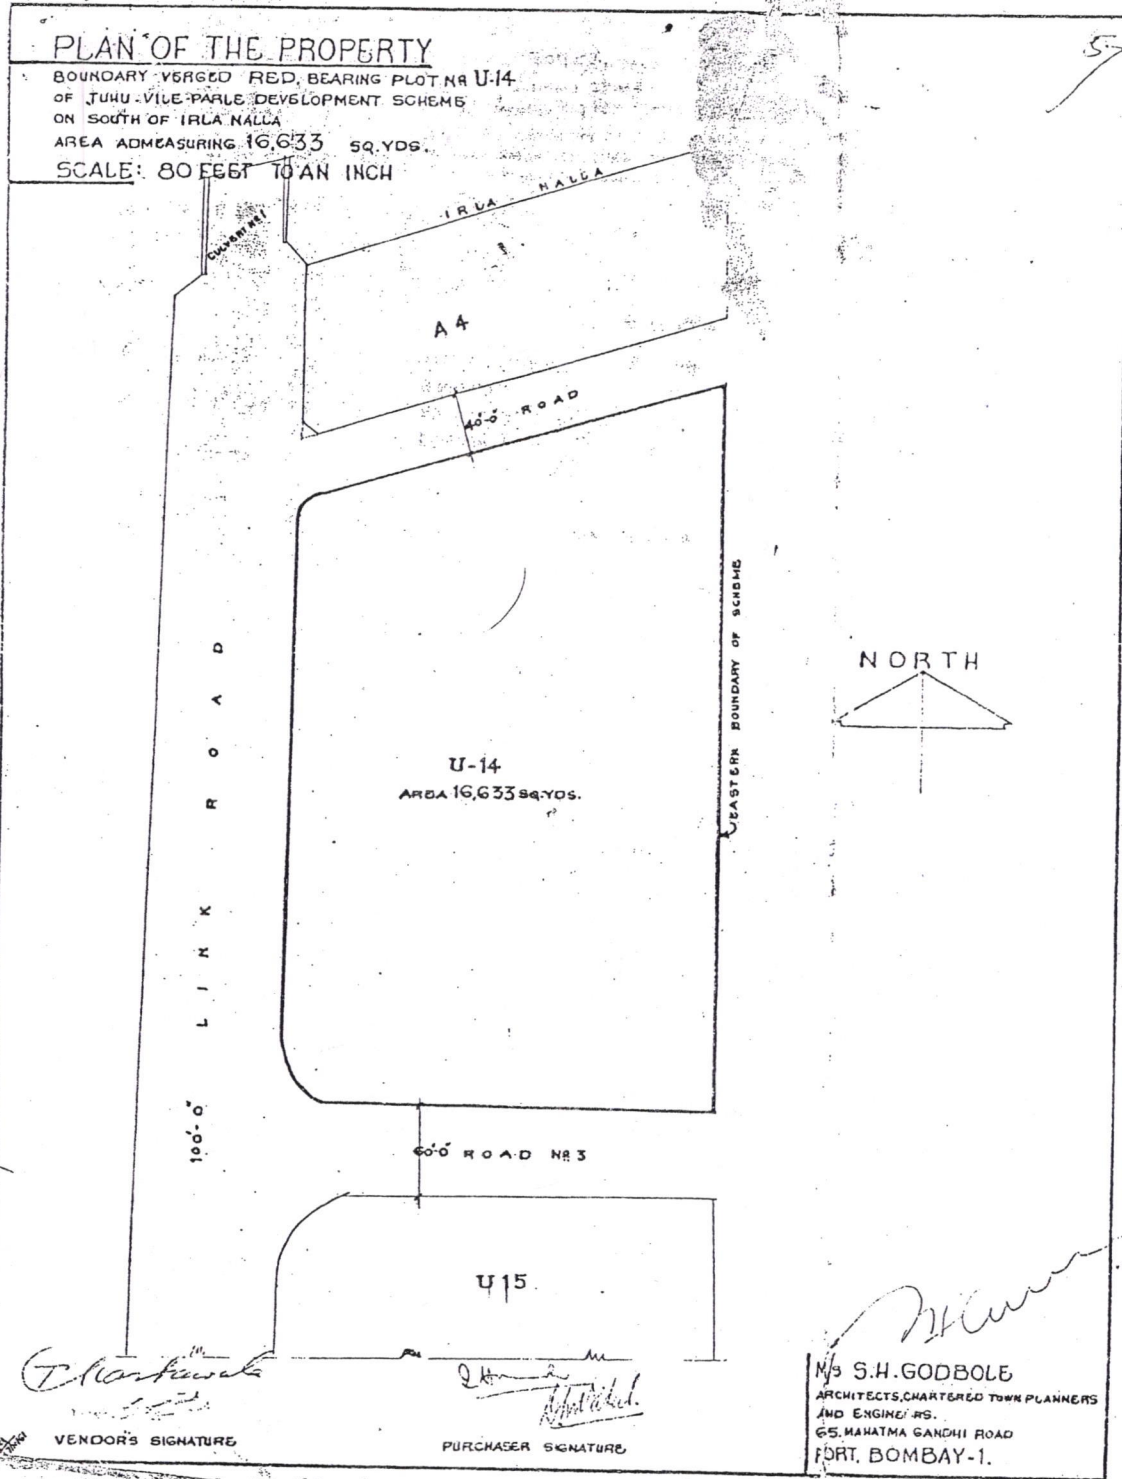 PLAN OF THE PROPERTY
BOUNDARY VERGED RED, BEARING PLOT NO U-14
OF JUHU-VILE-PARLE DEVELOPMENT SCHEME
ON SOUTH OF IRLA NALLA
AREA ADMEASURING 16,633 SQ.YDS.
SCALE: 80 FEET TO AN INCH
5
CULVERT NO 1
IRLA NALLA
A 4
40'-0" ROAD
EASTERN BOUNDARY OF SCHEME
NORTH
U-14
AREA 16,633 SQ.YDS.
100'-0" LINK ROAD
60'-0" ROAD NO 3
U 15
VENDOR'S SIGNATURE
PURCHASER SIGNATURE
M/S S.H.GODBOLE
ARCHITECTS, CHARTERED TOWN PLANNERS
AND ENGINEERS.
65, MAHATMA GANDHI ROAD
FORT, BOMBAY-1.